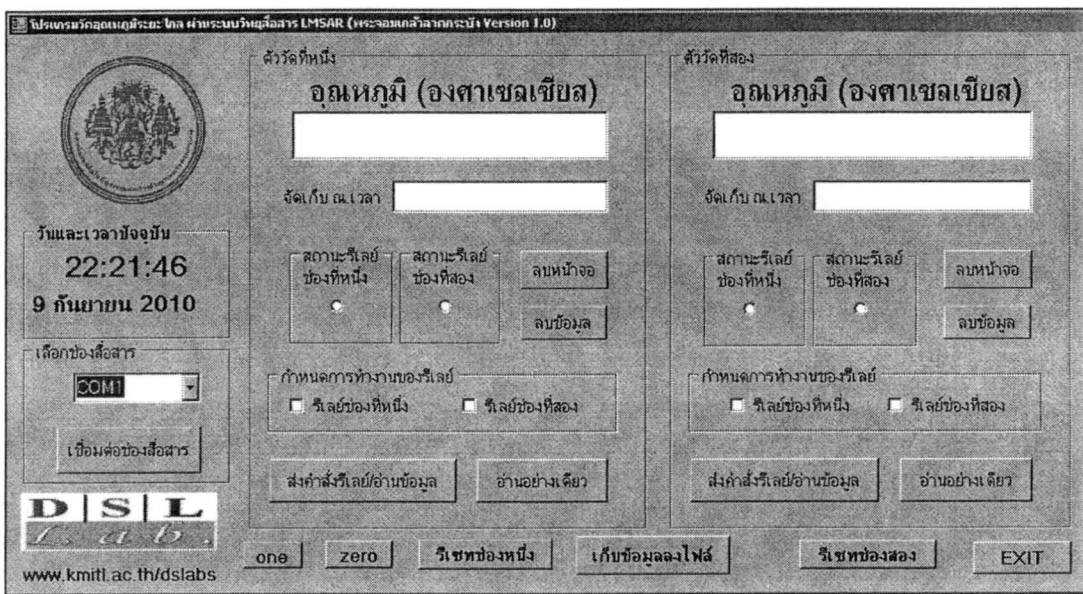 โปรแกรมวัดอุณหภูมิระยะไกล ผ่านระบบวิทยุสื่อสาร LMSAR (พระจอมเกล้าลาดกระบัง Version 1.0)
วันและเวลาปัจจุบัน
22:21:46
9 กันยายน 2010
เลือกช่องสื่อสาร
COM1
เชื่อมต่อช่องสื่อสาร
D S L
Lab.
www.kmitl.ac.th/dslabs
ตัววัดที่หนึ่ง
อุณหภูมิ (องศาเซลเซียส)
จัดเก็บ ณ.เวลา
สถานะรีเลย์
ช่องที่หนึ่ง
สถานะรีเลย์
ช่องที่สอง
ลบหน้าจอ
ลบข้อมูล
กำหนดการทำงานของรีเลย์
รีเลย์ช่องที่หนึ่ง
รีเลย์ช่องที่สอง
ส่งคำสั่งรีเลย์/อ่านข้อมูล
อ่านอย่างเดียว
ตัววัดที่สอง
อุณหภูมิ (องศาเซลเซียส)
จัดเก็บ ณ.เวลา
สถานะรีเลย์
ช่องที่หนึ่ง
สถานะรีเลย์
ช่องที่สอง
ลบหน้าจอ
ลบข้อมูล
กำหนดการทำงานของรีเลย์
รีเลย์ช่องที่หนึ่ง
รีเลย์ช่องที่สอง
ส่งคำสั่งรีเลย์/อ่านข้อมูล
อ่านอย่างเดียว
one
zero
รีเซทช่องหนึ่ง
เก็บข้อมูลลงไฟล์
รีเซทช่องสอง
EXIT